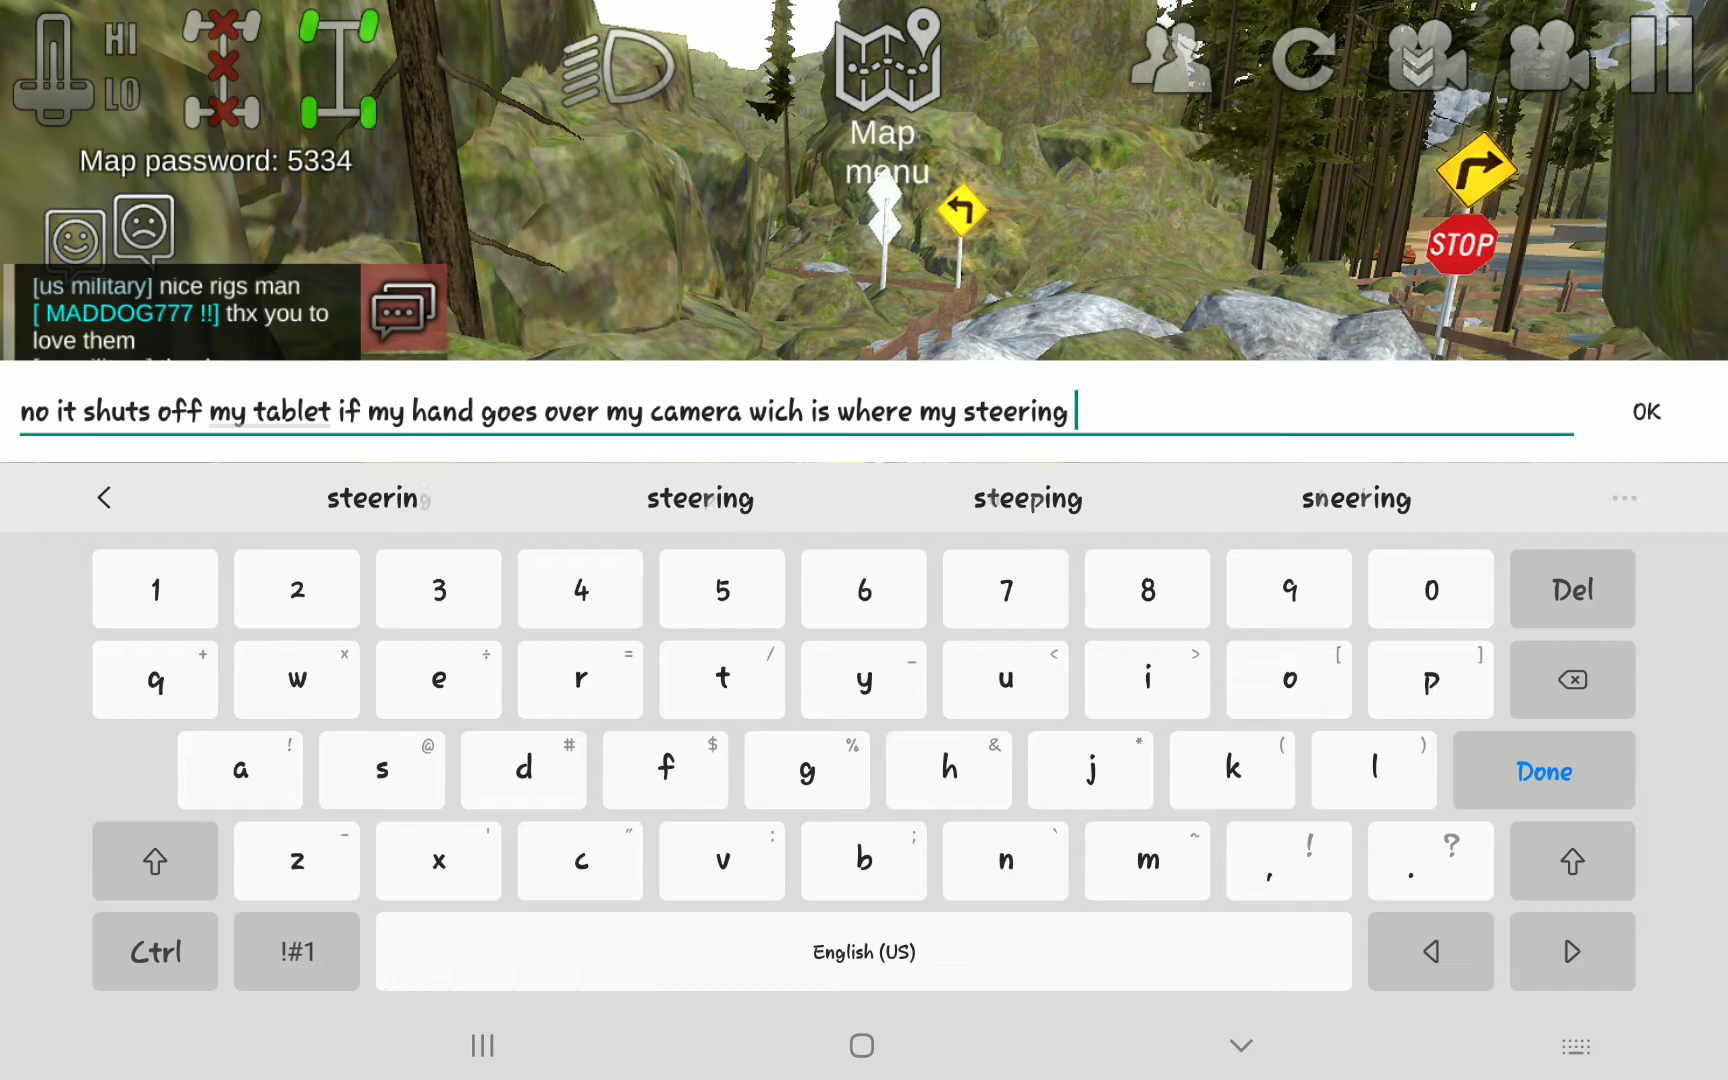 HI
LO
Map password: 5334
Map
menu
STOP
[us military] nice rigs man
[ MADDOG777 !!] thx you to
love them
no it shuts off my tablet if my hand goes over my camera wich is where my steering
OK
steering steering steeping sneering
1 2 3 4 5 6 7 8 9 0 Del
+ × ÷ = / _ < > [ ]
q w e r t y u i o p
! @ # $ % & * ( )
a s d f g h j k l Done
- ' " : ; ` ~ ! ?
z x c v b n m , .
Ctrl !#1 English (US)